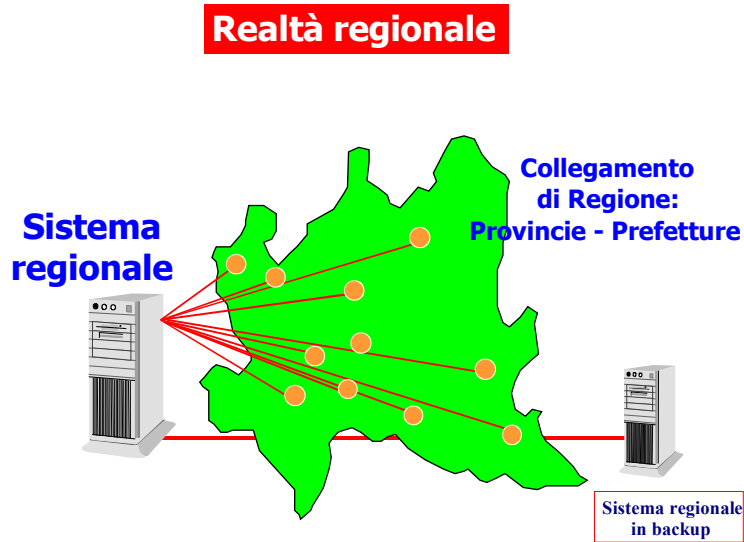 Realtà regionale
Collegamento
di Regione:
Provincie - Prefetture
Sistema
regionale
Sistema regionale
in backup